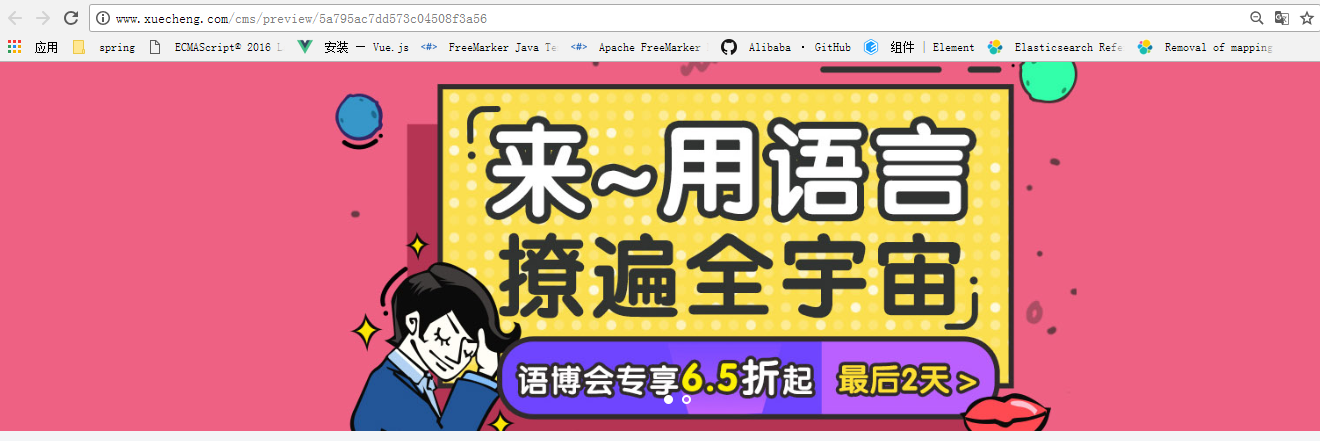 www.xuecheng.com/cms/preview/5a795ac7dd573c04508f3a56
应用 spring ECMAScript® 2016 安装 — Vue.js FreeMarker Java Te Apache FreeMarker Alibaba · GitHub 组件 | Element Elasticsearch Refe Removal of mapping
来~用语言
撩遍全宇宙
语博会专享6.5折起 最后2天 >